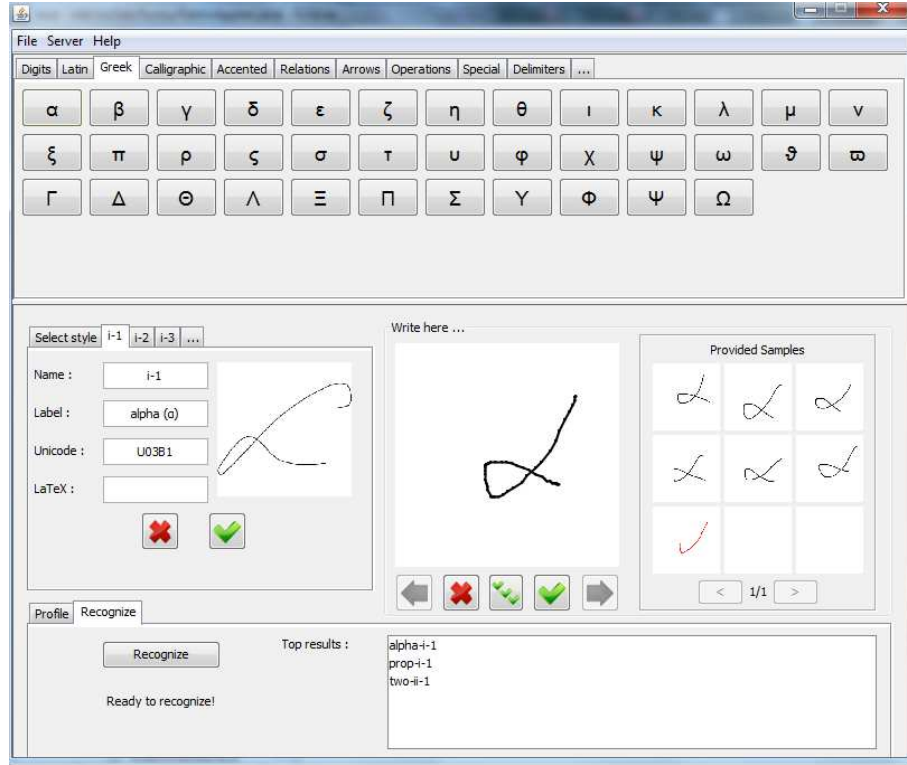 File Server Help
Digits Latin Greek Calligraphic Accented Relations Arrows Operations Special Delimiters ...
α β γ δ ε ζ η θ ι κ λ μ ν
ξ π ρ ς σ τ υ φ χ ψ ω ϑ ϖ
Γ Δ Θ Λ Ξ Π Σ Υ Φ Ψ Ω
Select style i-1 i-2 i-3 ...
Name : i-1
Label : alpha (α)
Unicode : U03B1
LaTeX :
Write here ...
α
Provided Samples
< 1/1 >
Profile Recognize
Recognize
Ready to recognize!
Top results :
alpha-i-1
prop-i-1
two-ii-1